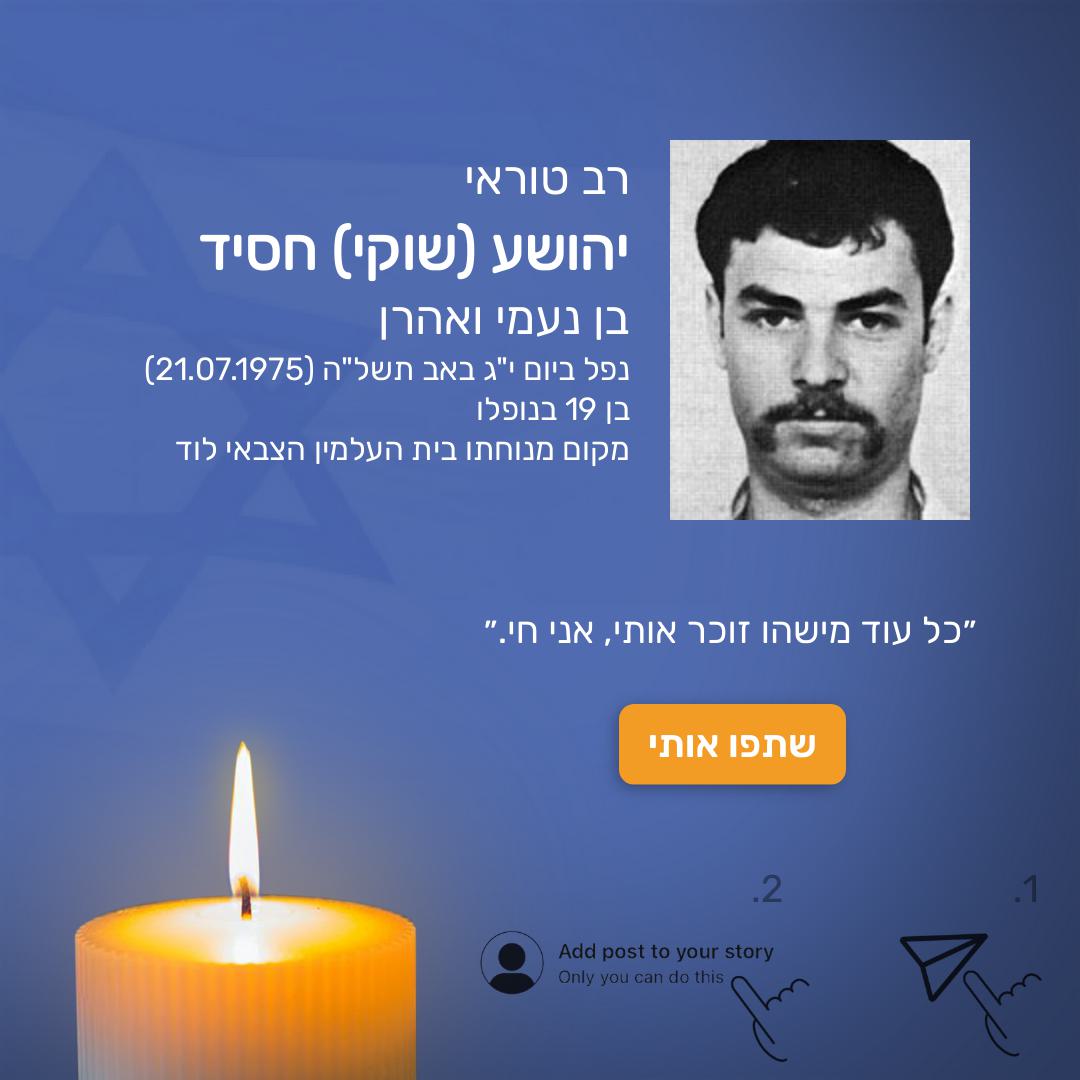 רב טוראי
יהושע (שוקי) חסיד
בן נעמי ואהרן
נפל ביום י"ג באב תשל"ה (21.07.1975)
בן 19 בנופלו
מקום מנוחתו בית העלמין הצבאי לוד
״כל עוד מישהו זוכר אותי, אני חי.״
שתפו אותי
1.
2.
Add post to your story
Only you can do this